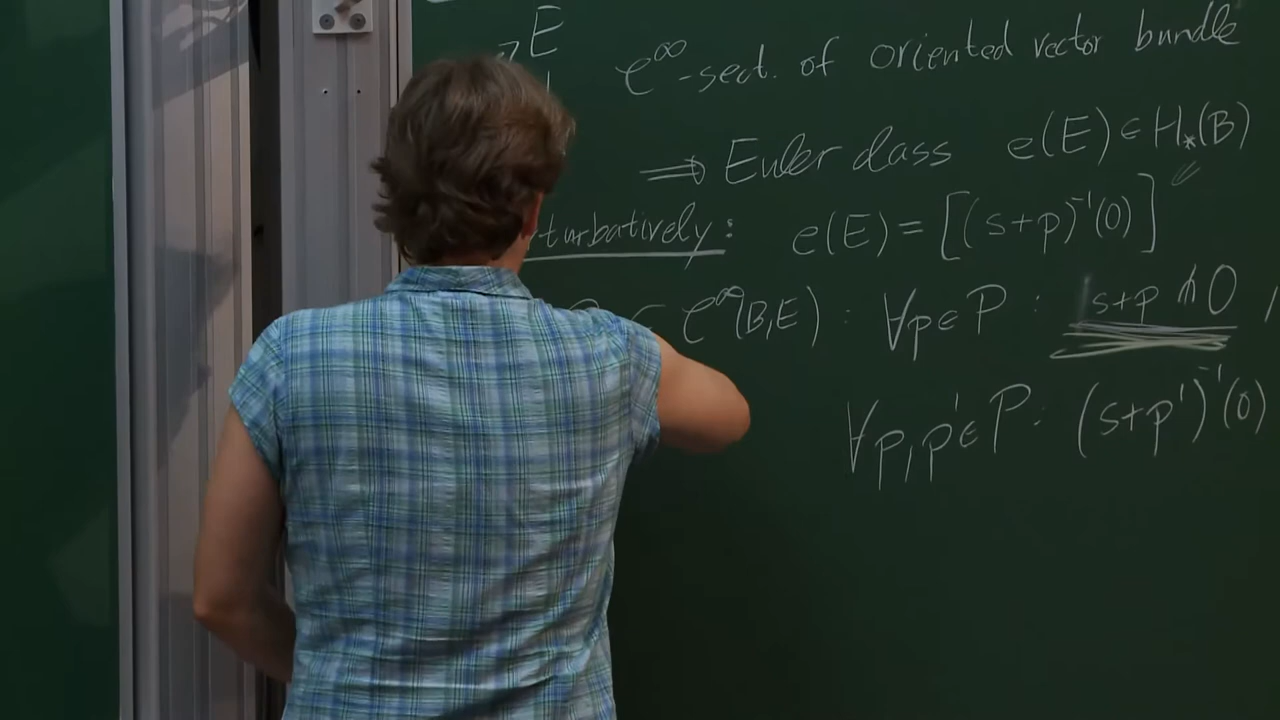 E
C^∞-sect. of oriented vector bundle
⟹ Euler class e(E) ∈ H_*(B)
turbatively: e(E) = [(s+p)^{-1}(0)]
C^∞(B,E) : ∀p∈P : s+p ⋔ 0 ,
∀p,p'∈P : (s+p')^{-1}(0)